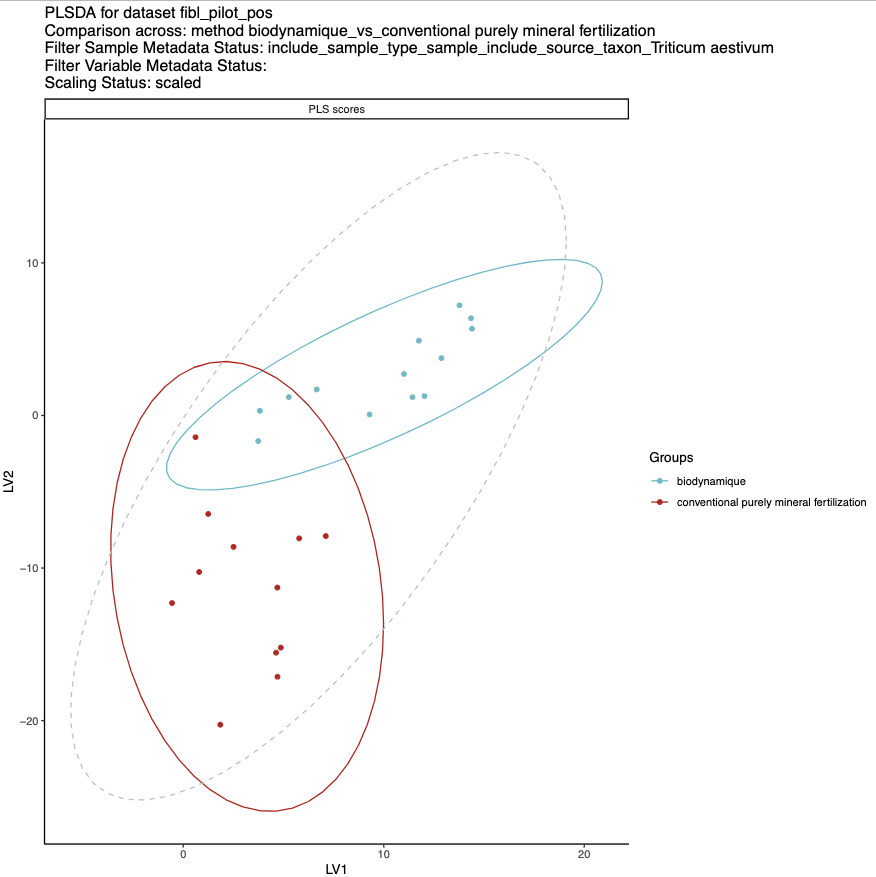 PLSDA for dataset fibl_pilot_pos
Comparison across: method biodynamique_vs_conventional purely mineral fertilization
Filter Sample Metadata Status: include_sample_type_sample_include_source_taxon_Triticum aestivum
Filter Variable Metadata Status:
Scaling Status: scaled
PLS scores
10
0
−10
−20
LV2
0
10
20
LV1
Groups
biodynamique
conventional purely mineral fertilization